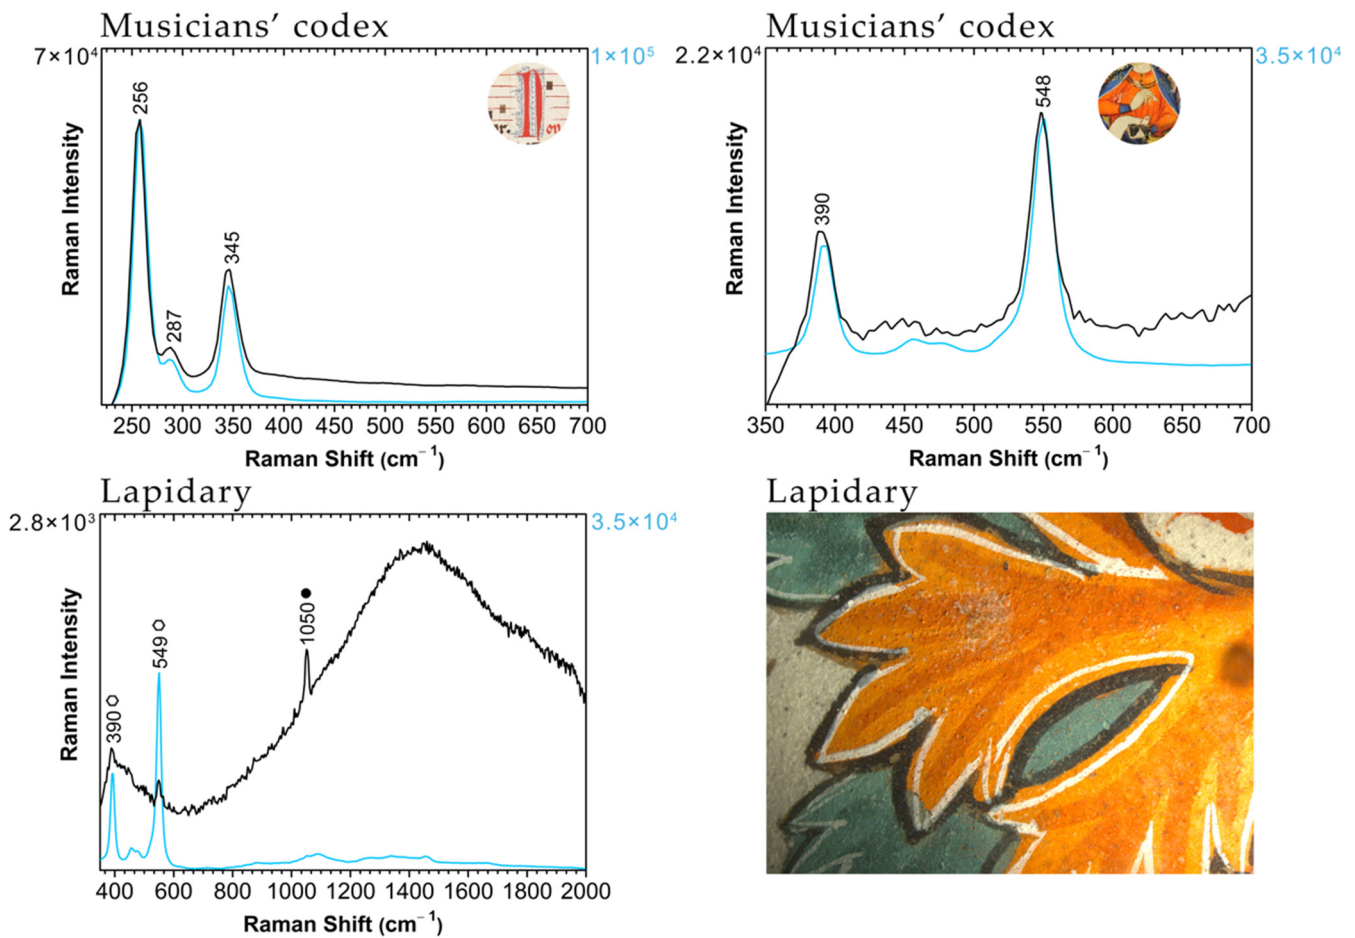 Musicians’ codex
7×10⁴
1×10⁵
256
287
345
Raman Intensity
250 300 350 400 450 500 550 600 650 700
Raman Shift (cm⁻¹)
Musicians’ codex
2.2×10⁴
3.5×10⁴
390
548
Raman Intensity
350 400 450 500 550 600 650 700
Raman Shift (cm⁻¹)
Lapidary
2.8×10³
3.5×10⁴
390
549
1050
Raman Intensity
400 600 800 1000 1200 1400 1600 1800 2000
Raman Shift (cm⁻¹)
Lapidary